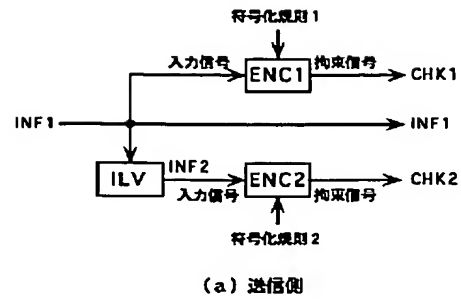 符号化規則1
入力信号
ENC1
拘束信号
CHK1
INF1
INF1
ILV
INF2
入力信号
ENC2
拘束信号
CHK2
符号化規則2
(a) 送信側